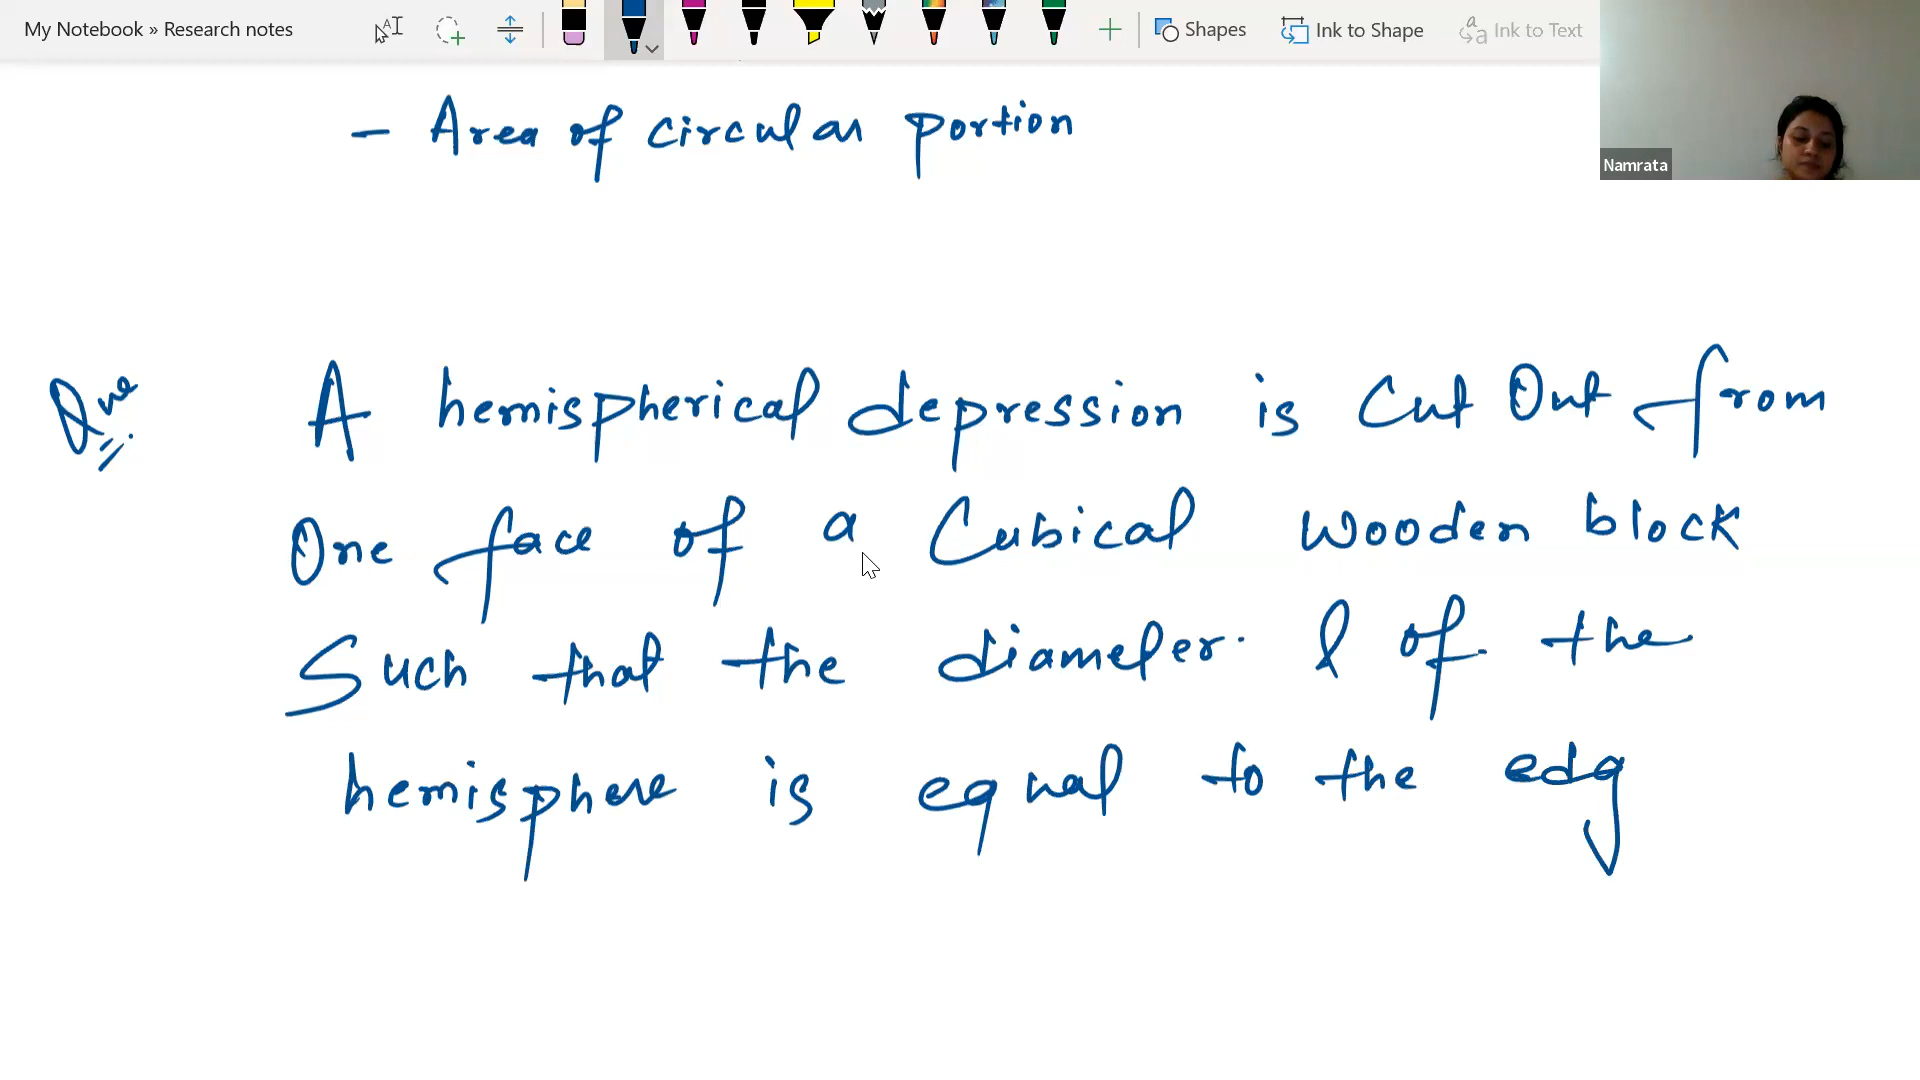 My Notebook » Research notes
Shapes
Ink to Shape
Ink to Text
Namrata
- Area of circular portion
Que
A hemispherical depression is cut out from
One face of a Cubical wooden block
Such that the diameter. l of the
hemisphere is equal to the edg